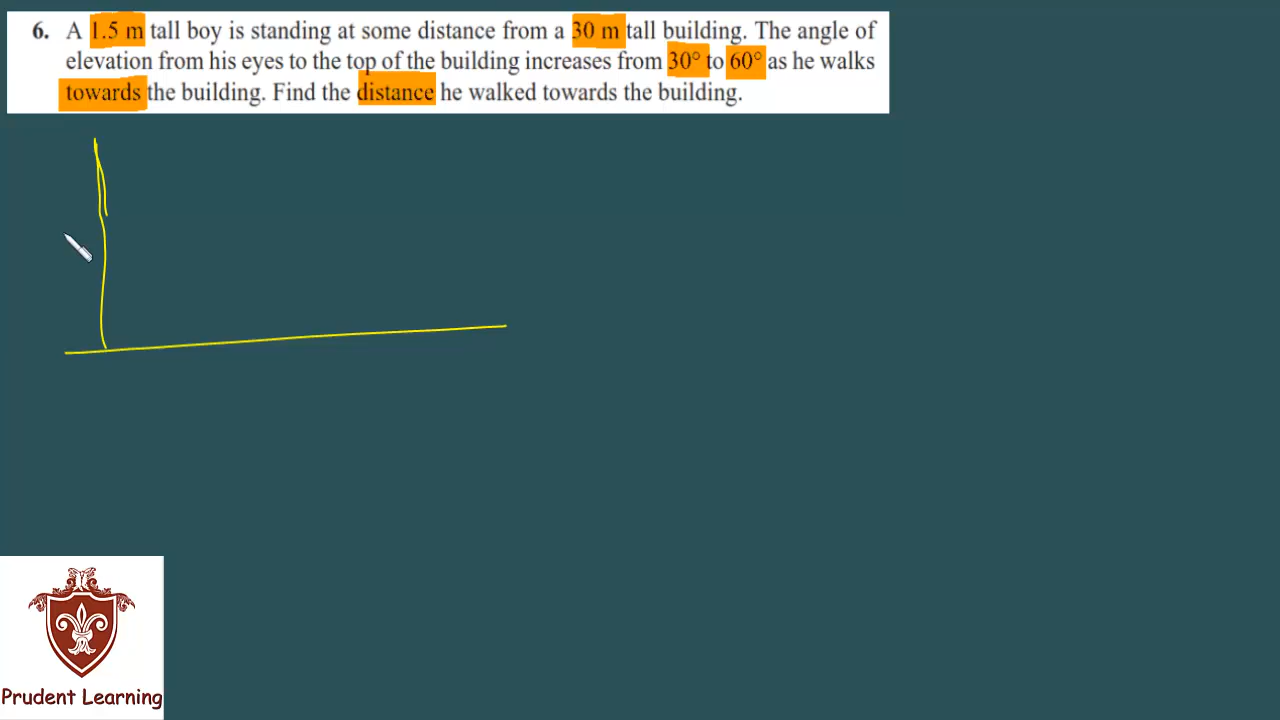 6. A 1.5 m tall boy is standing at some distance from a 30 m tall building. The angle of
elevation from his eyes to the top of the building increases from 30° to 60° as he walks
towards the building. Find the distance he walked towards the building.
Prudent Learning